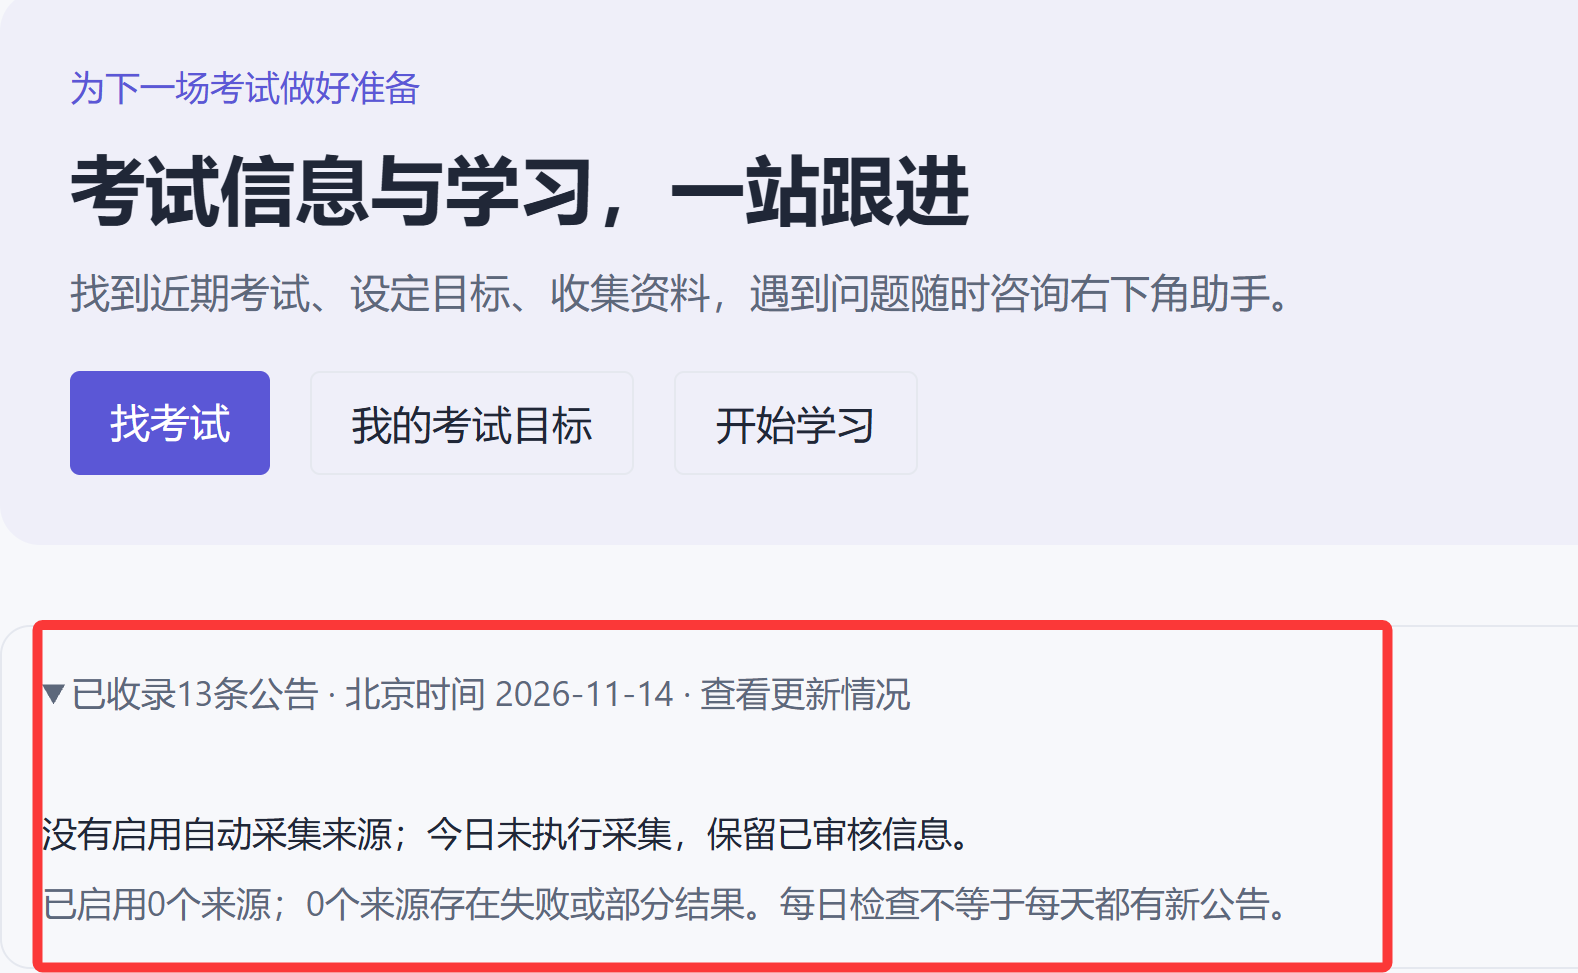 为下一场考试做好准备
考试信息与学习，一站跟进
找到近期考试、设定目标、收集资料，遇到问题随时咨询右下角助手。
找考试
我的考试目标
开始学习
▼已收录13条公告 · 北京时间 2026-11-14 · 查看更新情况
没有启用自动采集来源；今日未执行采集，保留已审核信息。
已启用0个来源；0个来源存在失败或部分结果。每日检查不等于每天都有新公告。